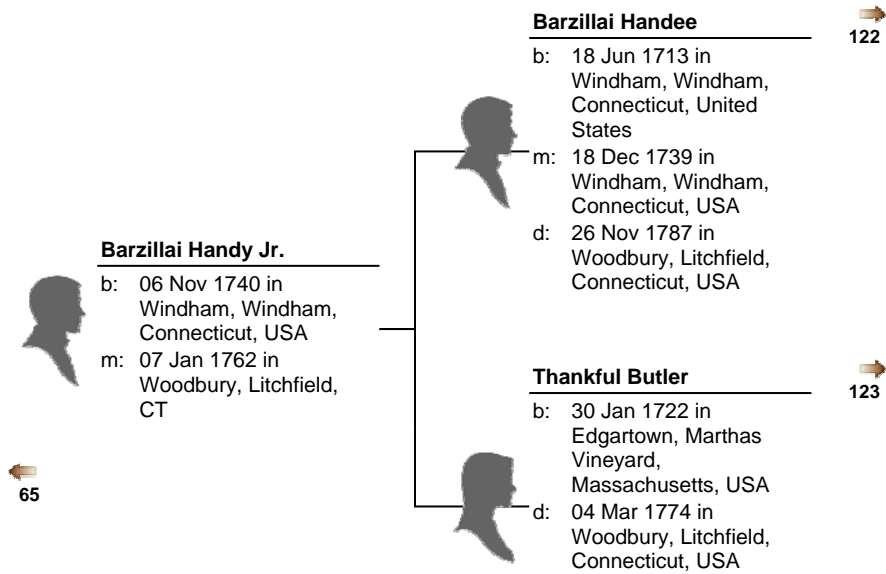 Barzillai Handee
122
b: 18 Jun 1713 in
Windham, Windham,
Connecticut, United
States
m: 18 Dec 1739 in
Windham, Windham,
Connecticut, USA
d: 26 Nov 1787 in
Woodbury, Litchfield,
Connecticut, USA
Barzillai Handy Jr.
b: 06 Nov 1740 in
Windham, Windham,
Connecticut, USA
m: 07 Jan 1762 in
Woodbury, Litchfield,
CT
65
Thankful Butler
123
b: 30 Jan 1722 in
Edgartown, Marthas
Vineyard,
Massachusetts, USA
d: 04 Mar 1774 in
Woodbury, Litchfield,
Connecticut, USA